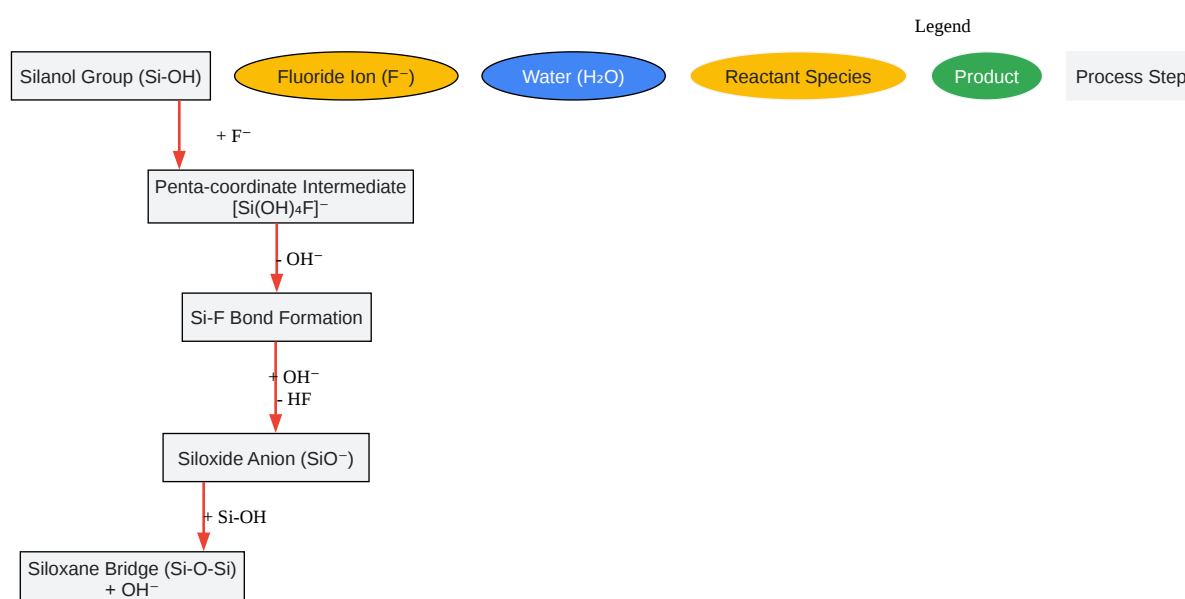 Legend
Silanol Group (Si-OH)
Fluoride Ion (F⁻)
Water (H₂O)
Reactant Species
Product
Process Step
+ F⁻
Penta-coordinate Intermediate
[Si(OH)₄F]⁻
- OH⁻
Si-F Bond Formation
+ OH⁻
- HF
Siloxide Anion (SiO⁻)
+ Si-OH
Siloxane Bridge (Si-O-Si)
+ OH⁻